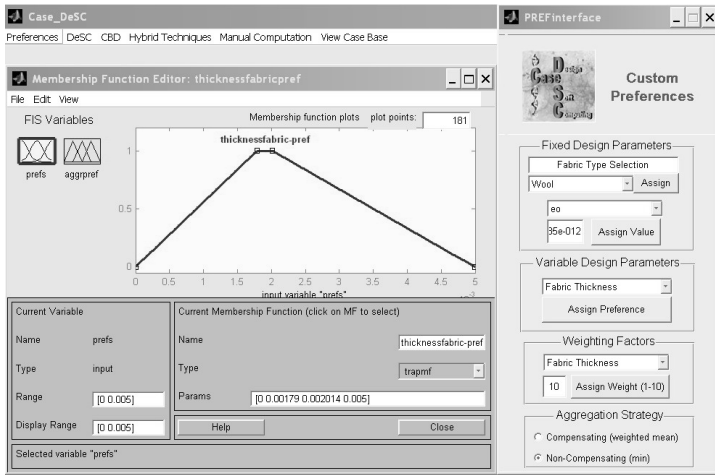 Case_DeSC
Preferences DeSC CBD Hybrid Techniques Manual Computation View Case Base
Membership Function Editor: thicknessfabricpref
File Edit View
FIS Variables
prefs
aggrpref
Membership function plots plot points: 181
thicknessfabric-pref
1
0.5
0
0 0.5 1 1.5 2 2.5 3 3.5 4 4.5 5
input variable "prefs"
Current Variable
Name prefs
Type input
Range [0 0.005]
Display Range [0 0.005]
Current Membership Function (click on MF to select)
Name thicknessfabric-pref
Type trapmf
Params [0 0.00179 0.002014 0.005]
Help Close
Selected variable "prefs"
PREFinterface
Design
Case
Soft
Computing
Custom
Preferences
Fixed Design Parameters
Fabric Type Selection
Wool Assign
eo
35e-012 Assign Value
Variable Design Parameters
Fabric Thickness
Assign Preference
Weighting Factors
Fabric Thickness
10 Assign Weight (1-10)
Aggregation Strategy
Compensating (weighted mean)
Non-Compensating (min)